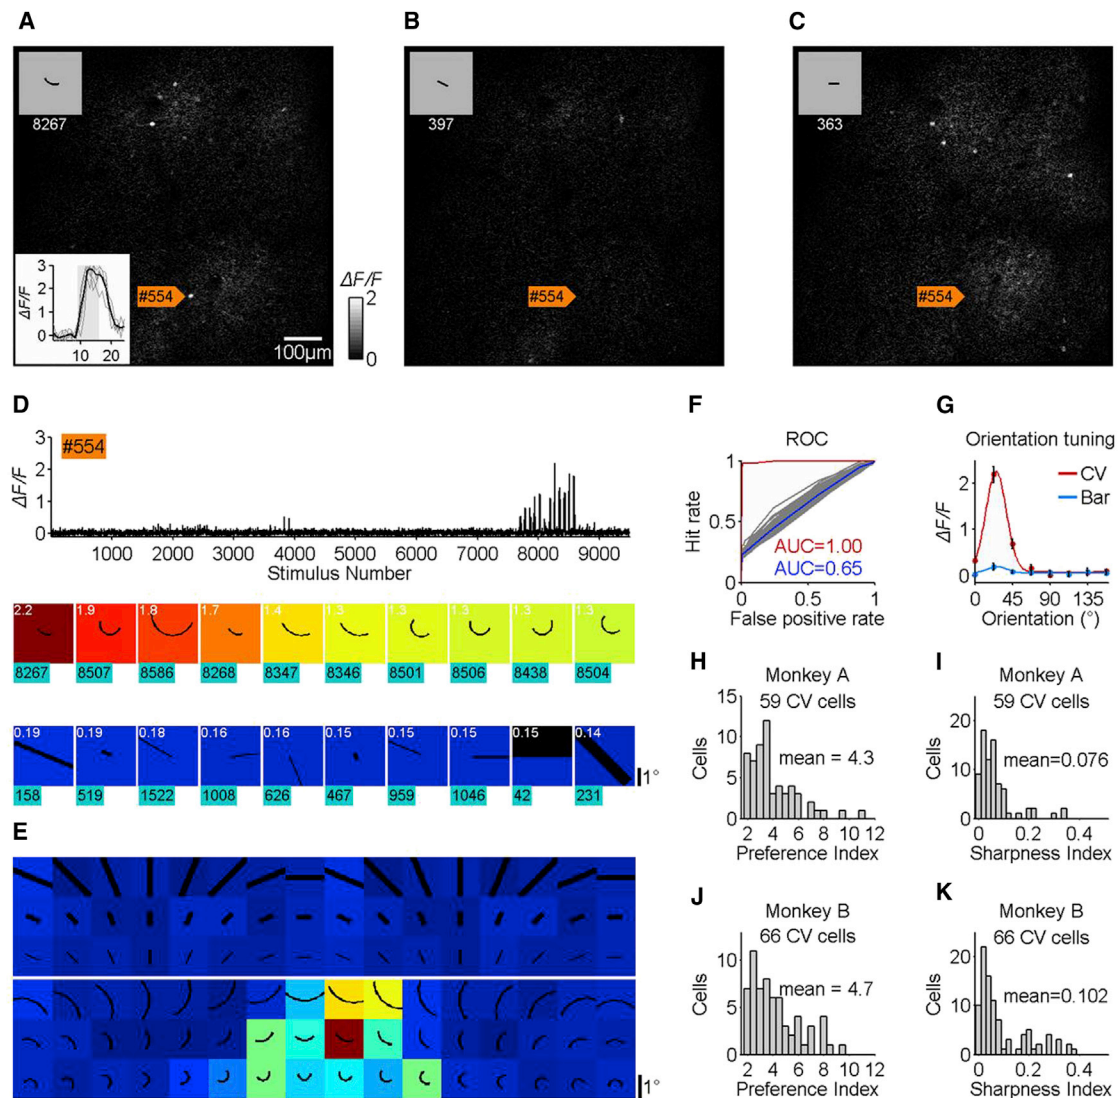 A
8267
#554
ΔF/F
3
2
1
0
10 20
100µm
ΔF/F
2
0
B
397
#554
C
363
#554
D
#554
ΔF/F
3
2
1
0
1000 2000 3000 4000 5000 6000 7000 8000 9000
Stimulus Number
2.2 1.9 1.8 1.7 1.4 1.3 1.3 1.3 1.3 1.3
8267 8507 8586 8268 8347 8346 8501 8506 8438 8504
0.19 0.19 0.18 0.16 0.16 0.15 0.15 0.15 0.15 0.14
1°
158 519 1522 1008 626 467 959 1046 42 231
E
1°
F
ROC
Hit rate
1
0.5
0
AUC=1.00
AUC=0.65
0 0.5 1
False positive rate
G
Orientation tuning
ΔF/F
2
1
0
CV
Bar
0 45 90 135
Orientation (°)
H
Monkey A
59 CV cells
Cells
15
10
5
0
mean = 4.3
2 4 6 8 10 12
Preference Index
I
Monkey A
59 CV cells
Cells
20
10
0
mean=0.076
0 0.2 0.4
Sharpness Index
J
Monkey B
66 CV cells
Cells
10
5
0
mean = 4.7
2 4 6 8 10 12
Preference Index
K
Monkey B
66 CV cells
Cells
20
10
0
mean=0.102
0 0.2 0.4
Sharpness Index